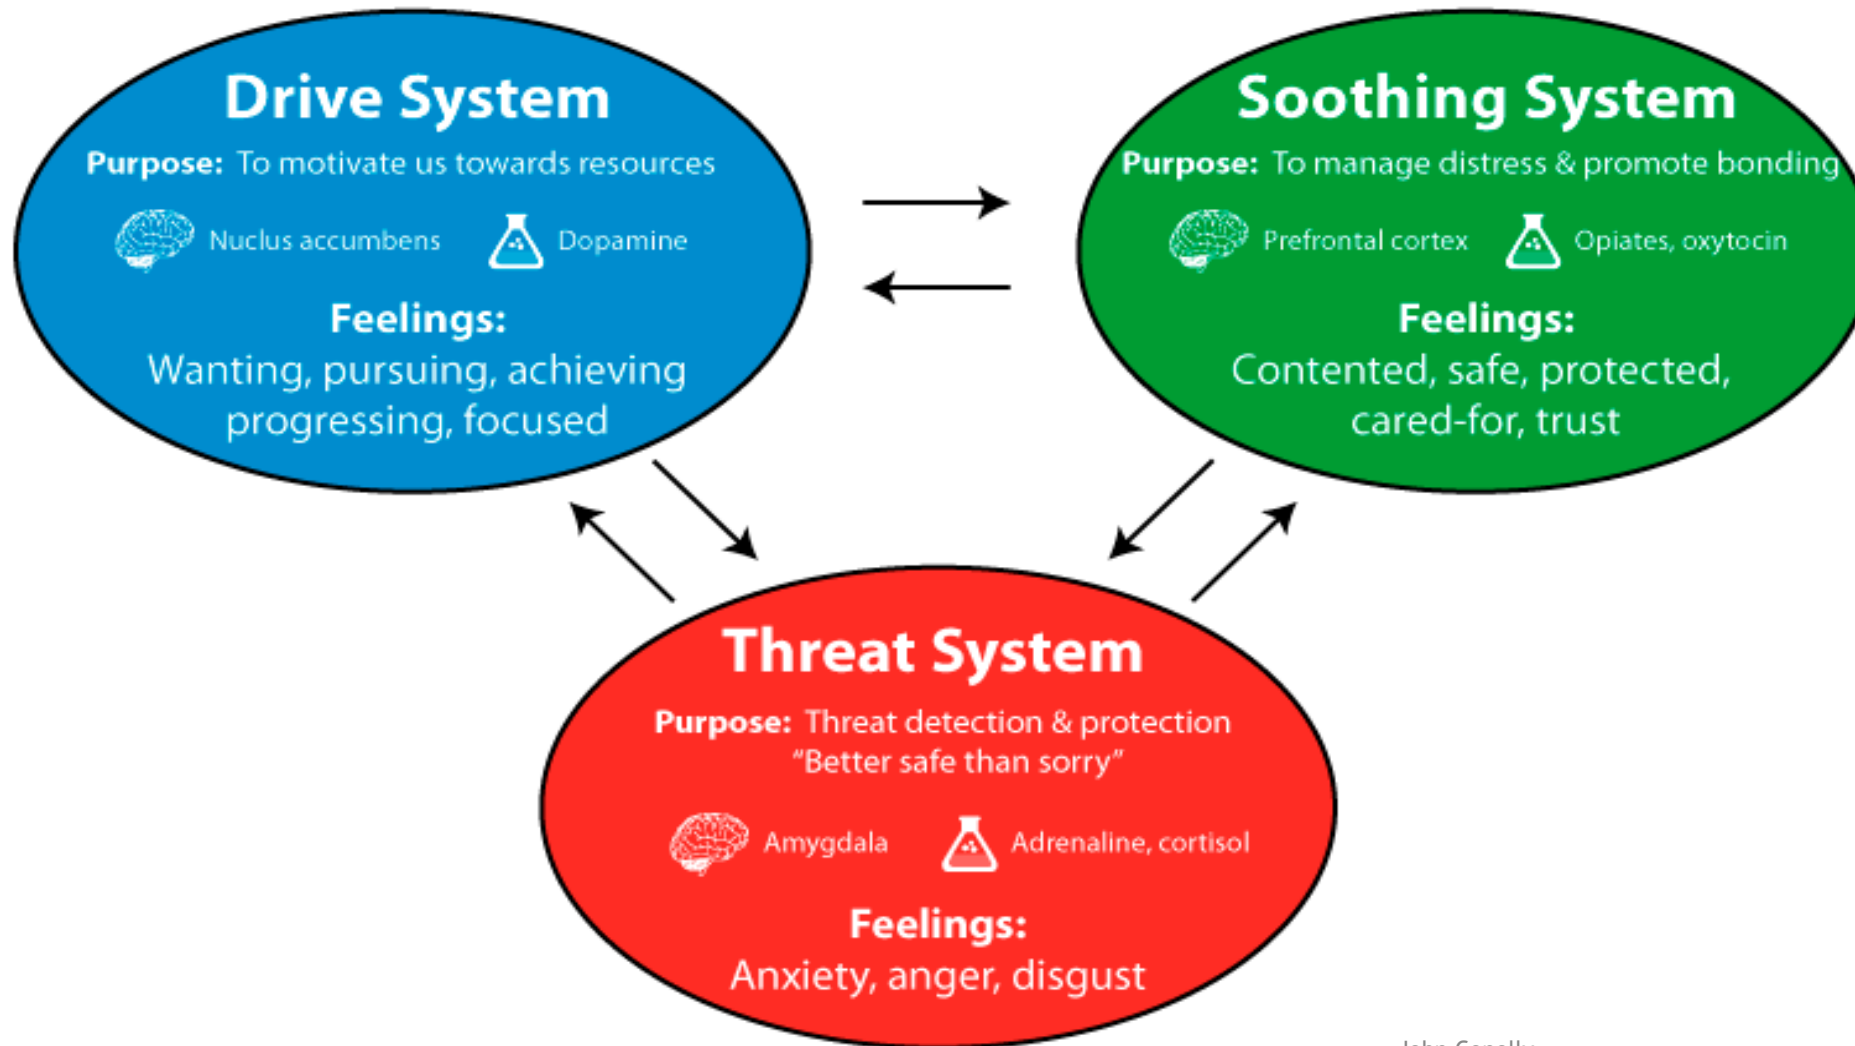 Drive System
Purpose: To motivate us towards resources
Nuclus accumbens
Dopamine
Feelings:
Wanting, pursuing, achieving
progressing, focused
Soothing System
Purpose: To manage distress & promote bonding
Prefrontal cortex
Opiates, oxytocin
Feelings:
Contented, safe, protected,
cared-for, trust
Threat System
Purpose: Threat detection & protection
“Better safe than sorry”
Amygdala
Adrenaline, cortisol
Feelings:
Anxiety, anger, disgust